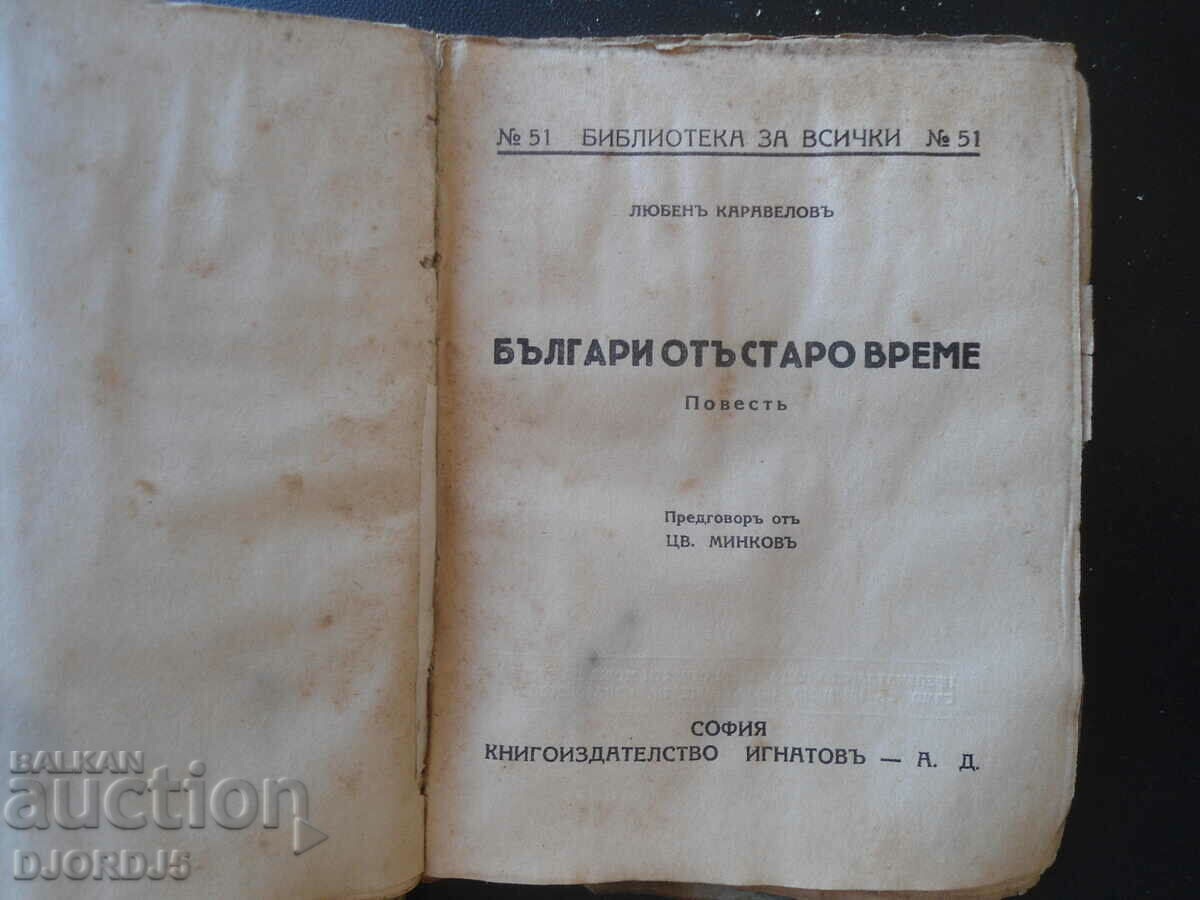 № 51 БИБЛИОТЕКА ЗА ВСИЧКИ № 51
ЛЮБЕНЪ КАРАВЕЛОВЪ
БЪЛГАРИ ОТЪ СТАРО ВРЕМЕ
Повесть
Предговоръ отъ
ЦВ. МИНКОВЪ
СОФИЯ
КНИГОИЗДАТЕЛСТВО ИГНАТОВЪ — А. Д.
BALKAN
auction
DJORDJ5